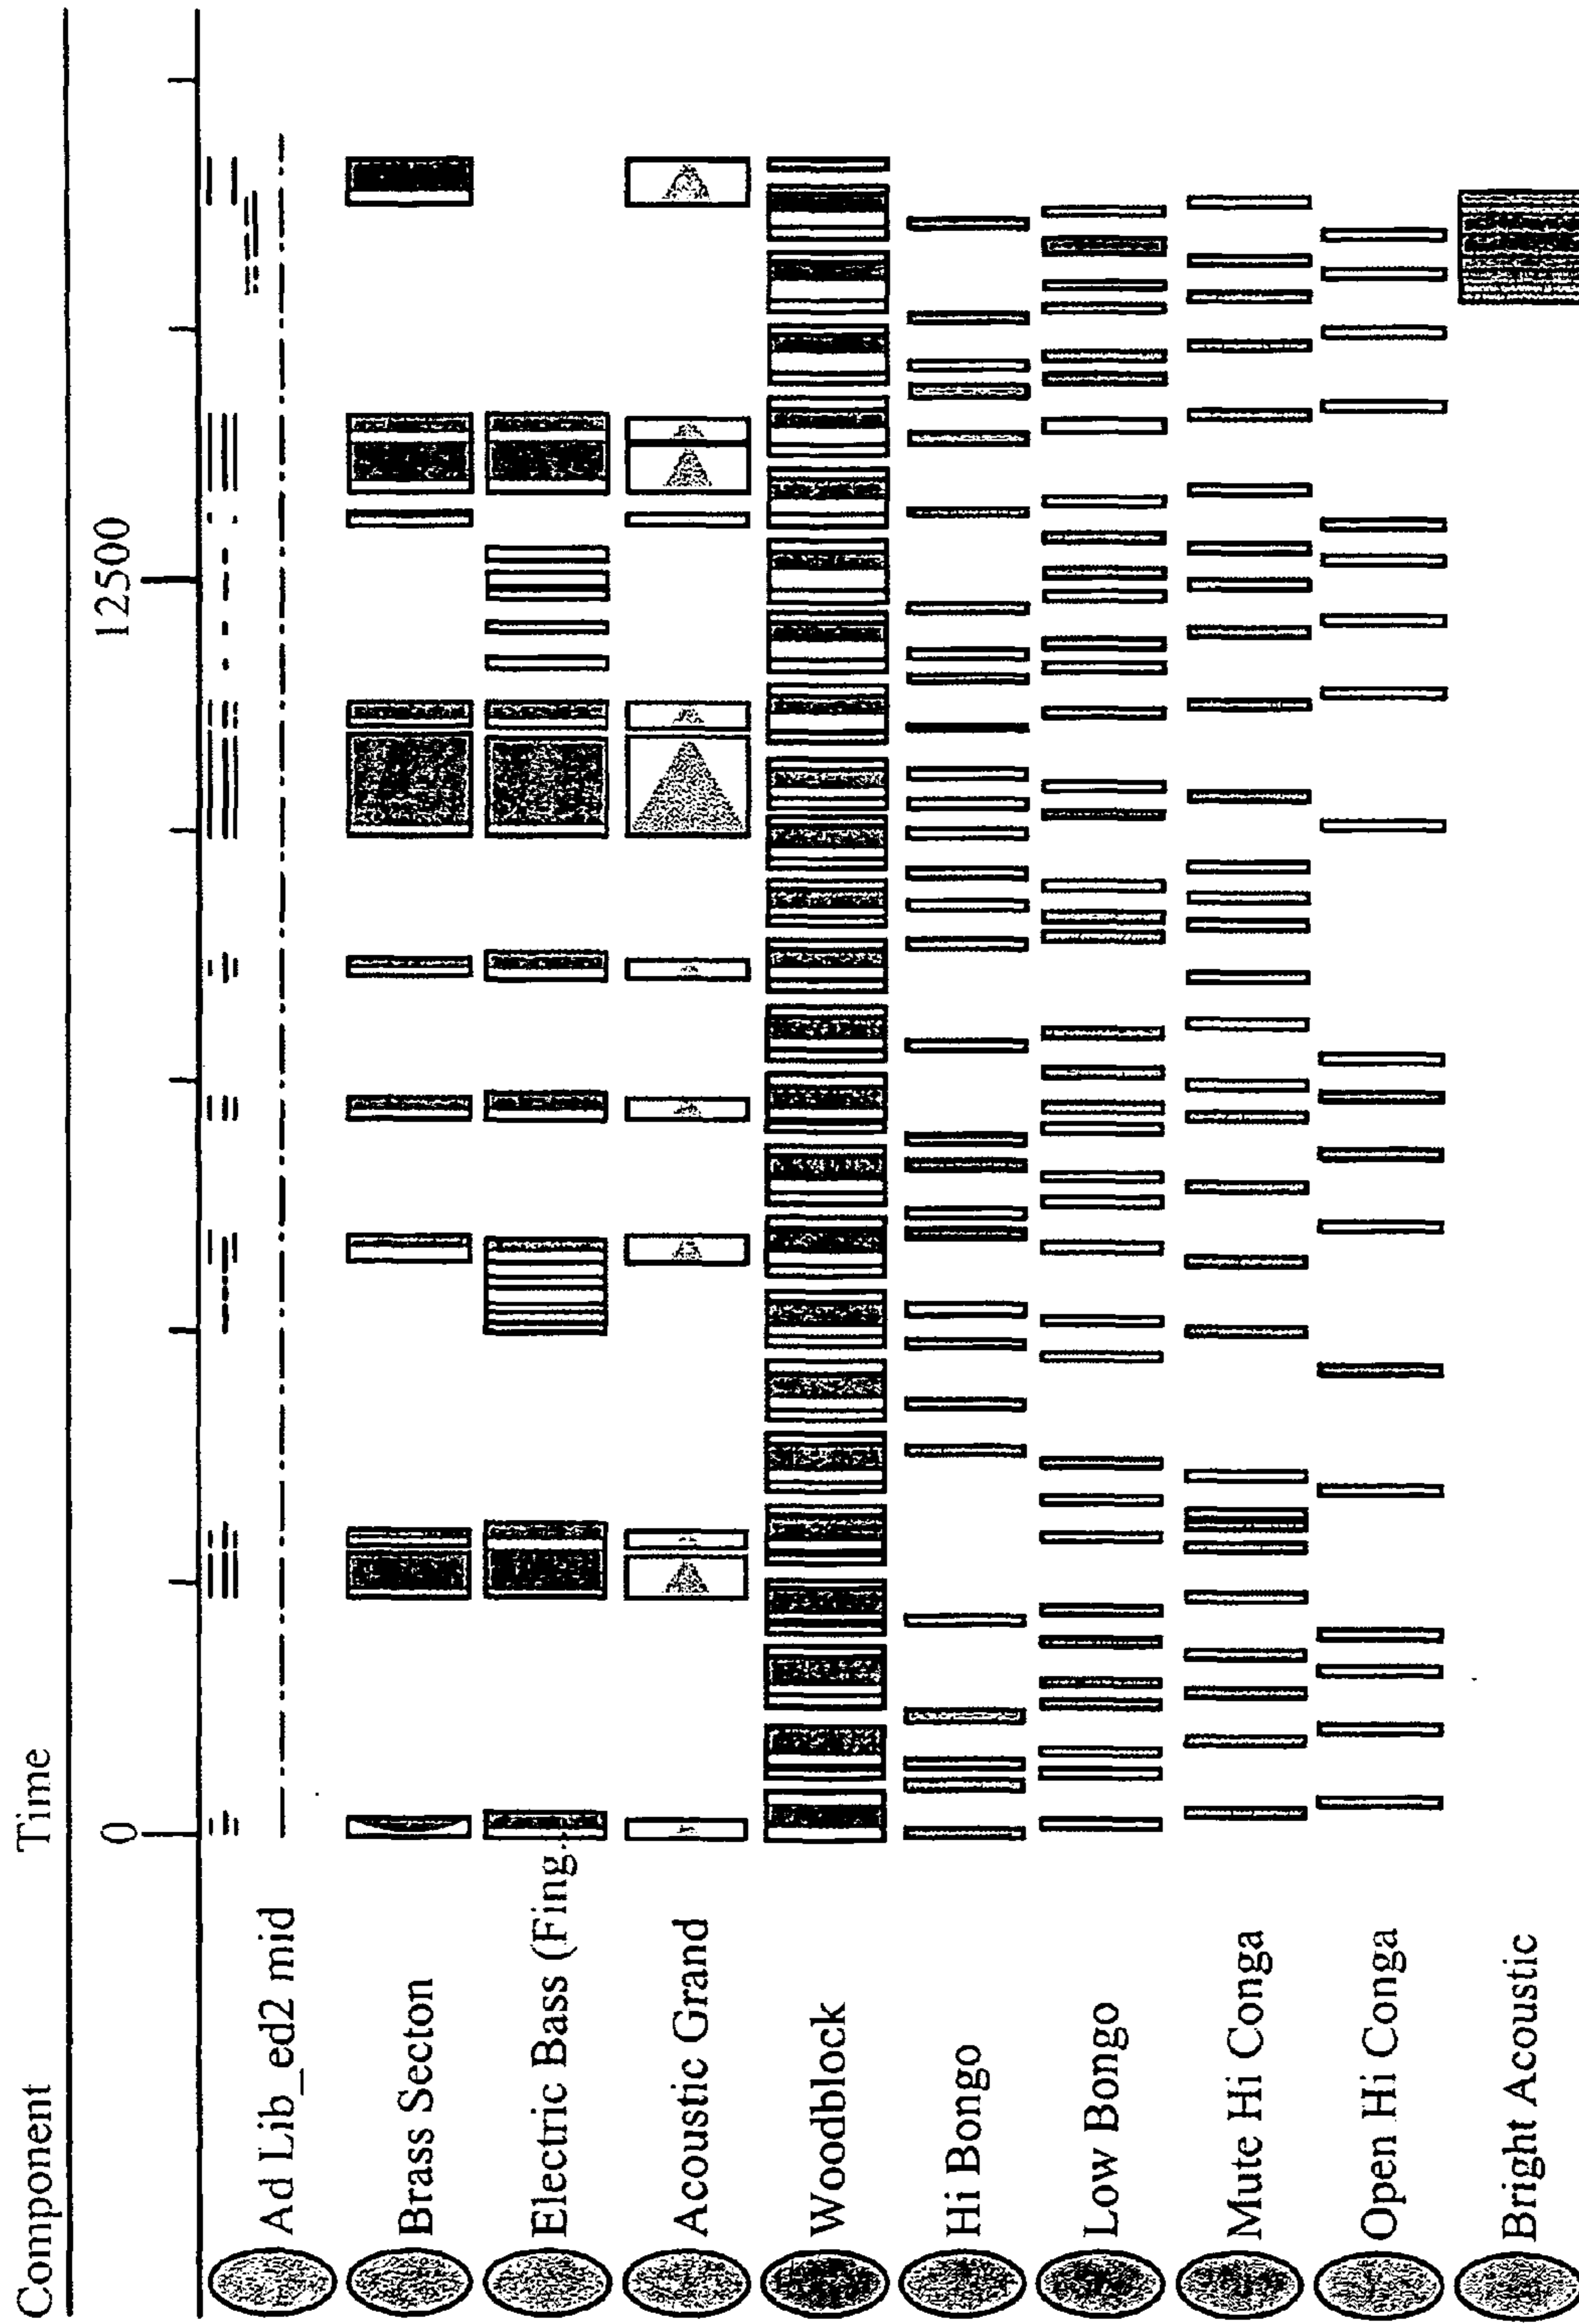 Component Time
0 12500
Ad Lib_ed2 mid
Brass Secton
Electric Bass (Fing..
Acoustic Grand
Woodblock
Hi Bongo
Low Bongo
Mute Hi Conga
Open Hi Conga
Bright Acoustic